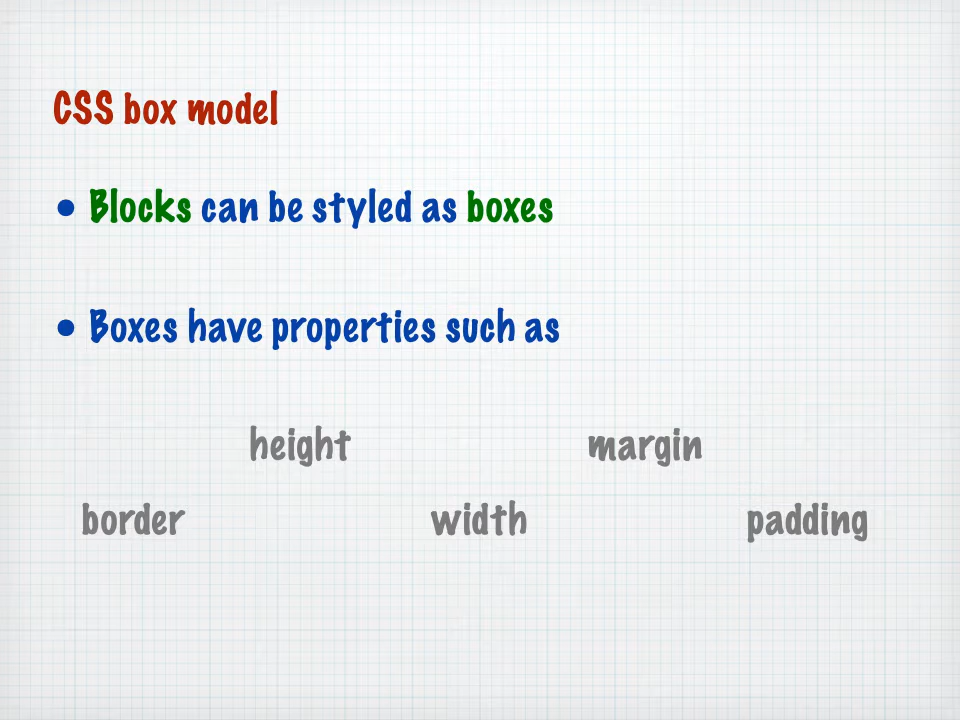 CSS box model
• Blocks can be styled as boxes
• Boxes have properties such as
height margin
border width padding